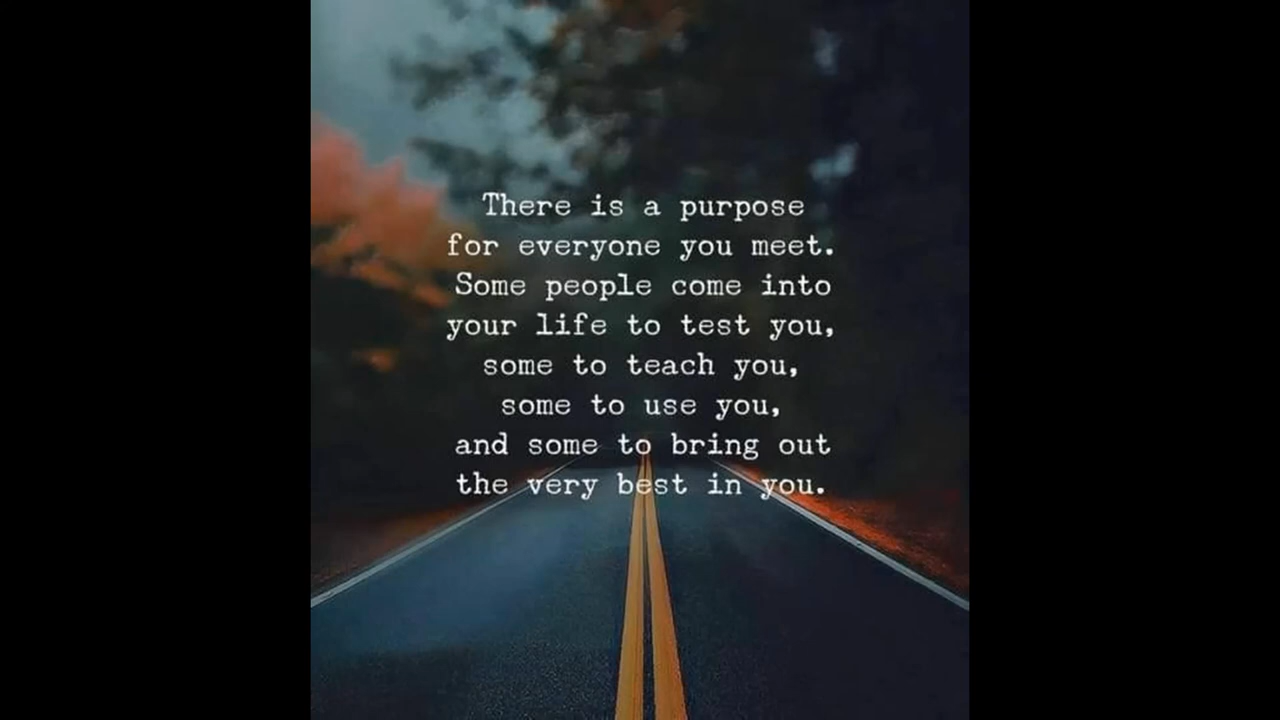 There is a purpose
for everyone you meet.
Some people come into
your life to test you,
some to teach you,
some to use you,
and some to bring out
the very best in you.